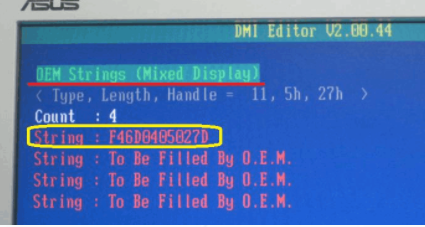 ASUS
DMI Editor V2.00.44
OEM Strings (Mixed Display)
< Type, Length, Handle = 11, 5h, 27h >
Count : 4
String : F46D0405027D
String : To Be Filled By O.E.M.
String : To Be Filled By O.E.M.
String : To Be Filled By O.E.M.